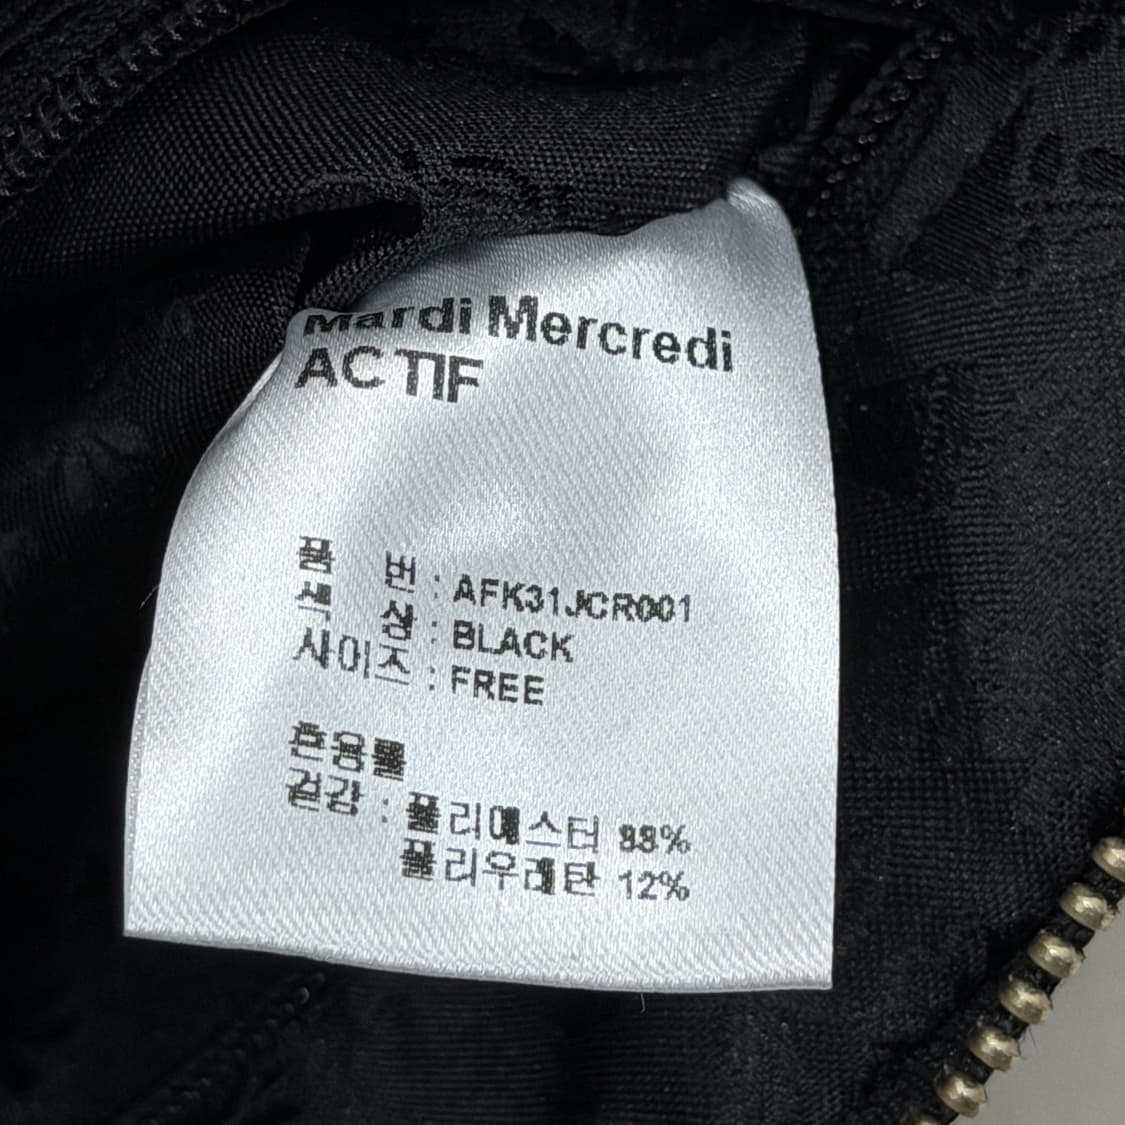 Mardi Mercredi
ACTIF
품 번 : AFK31JCR001
색 상 : BLACK
사이즈 : FREE
혼용률
겉감 : 폴리에스터 88%
폴리우레탄 12%